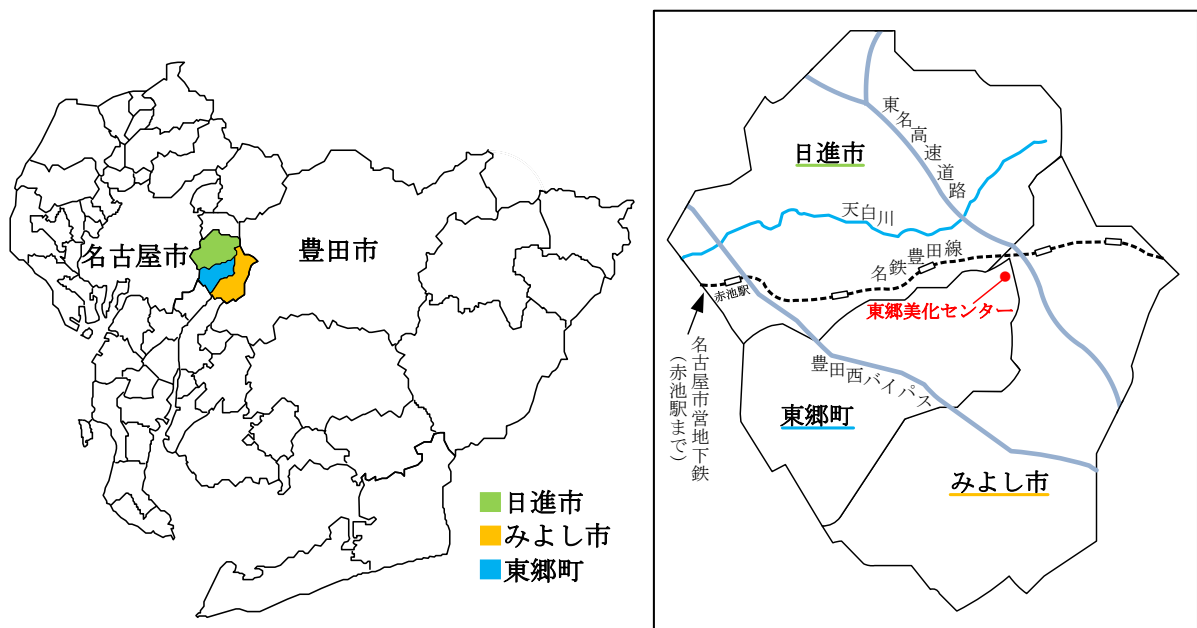 名古屋市
豊田市
日進市
みよし市
東郷町
日進市
東名高速道路
天白川
名鉄豊田線
赤池駅
東郷美化センター
名古屋市営地下鉄
(赤池駅まで)
豊田西バイパス
東郷町
みよし市